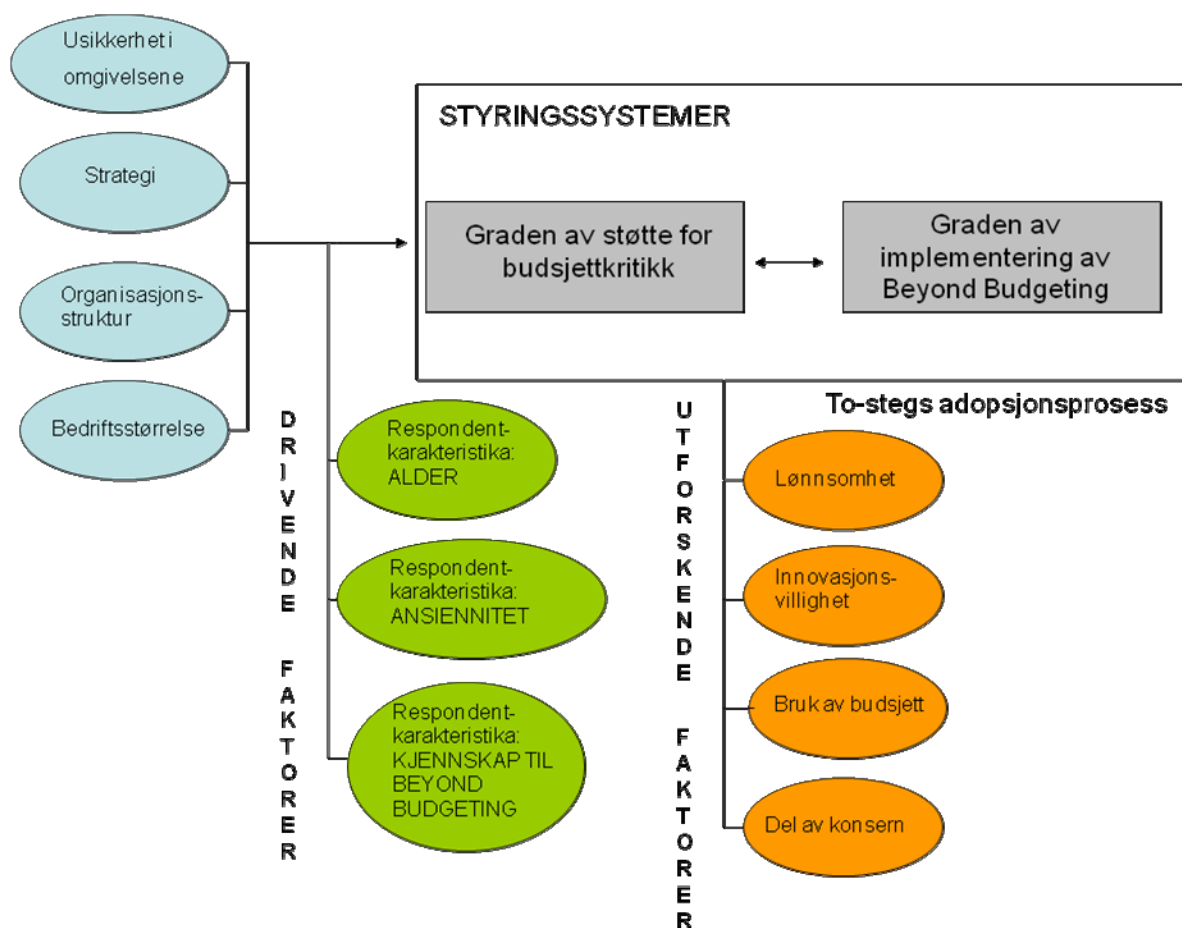 Usikkerhet i
omgivelsene
Strategi
Organisasjons-
struktur
Bedriftsstørrelse
STYRINGSSYSTEMER
Graden av støtte for
budsjettkritikk
Graden av
implementering av
Beyond Budgeting
To-stegs adopsjonsprosess
DRIVENDE FAKTORER
Respondent-
karakteristika:
ALDER
Respondent-
karakteristika:
ANSIENNITET
Respondent-
karakteristika:
KJENNSKAP TIL
BEYOND
BUDGETING
UTFORSKENDE FAKTORER
Lønnsomhet
Innovasjons-
villighet
Bruk av budsjett
Del av konsern